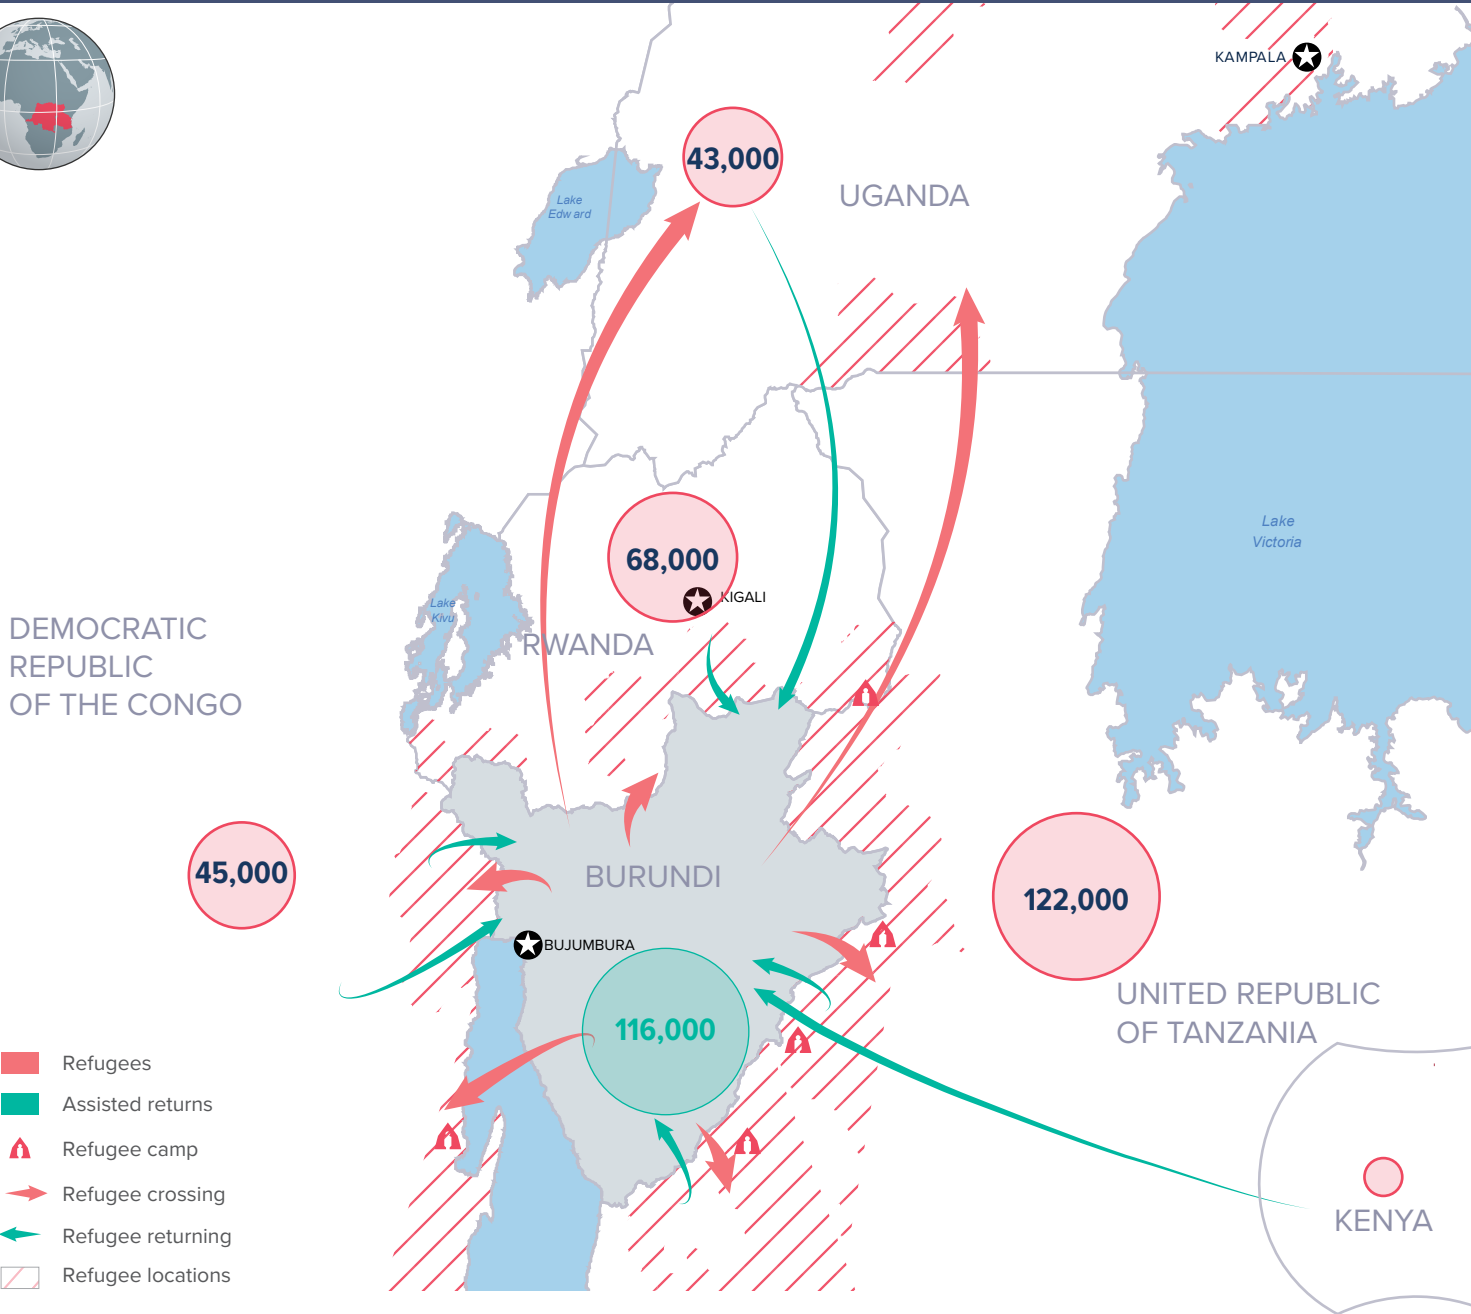 KAMPALA
43,000
UGANDA
Lake
Edward
Lake
Victoria
68,000
KIGALI
Lake
Kivu
RWANDA
DEMOCRATIC
REPUBLIC
OF THE CONGO
45,000
BURUNDI
122,000
BUJUMBURA
116,000
UNITED REPUBLIC
OF TANZANIA
KENYA
Refugees
Assisted returns
Refugee camp
Refugee crossing
Refugee returning
Refugee locations